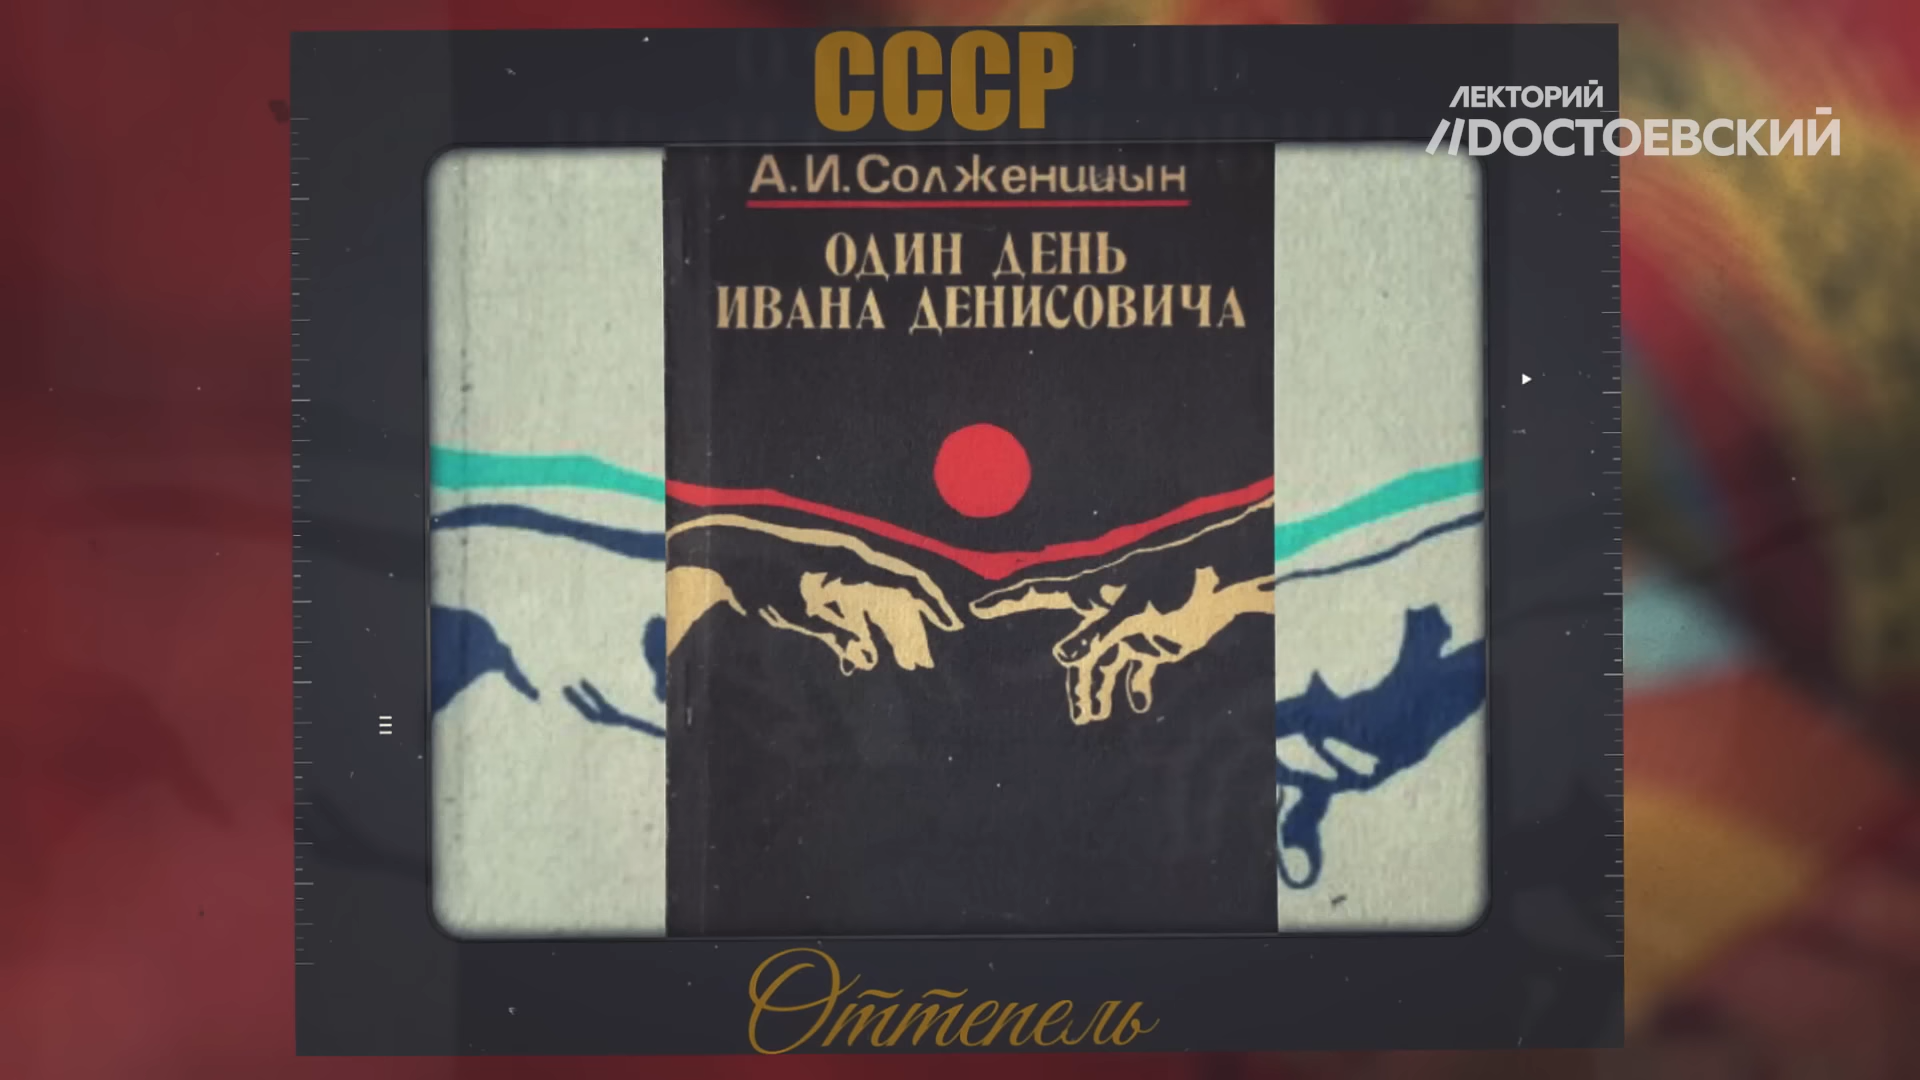 СССР
ЛЕКТОРИЙ
//DОСТОЕВСКИЙ
А.И.Солженицын
ОДИН ДЕНЬ
ИВАНА ДЕНИСОВИЧА
Оттепель